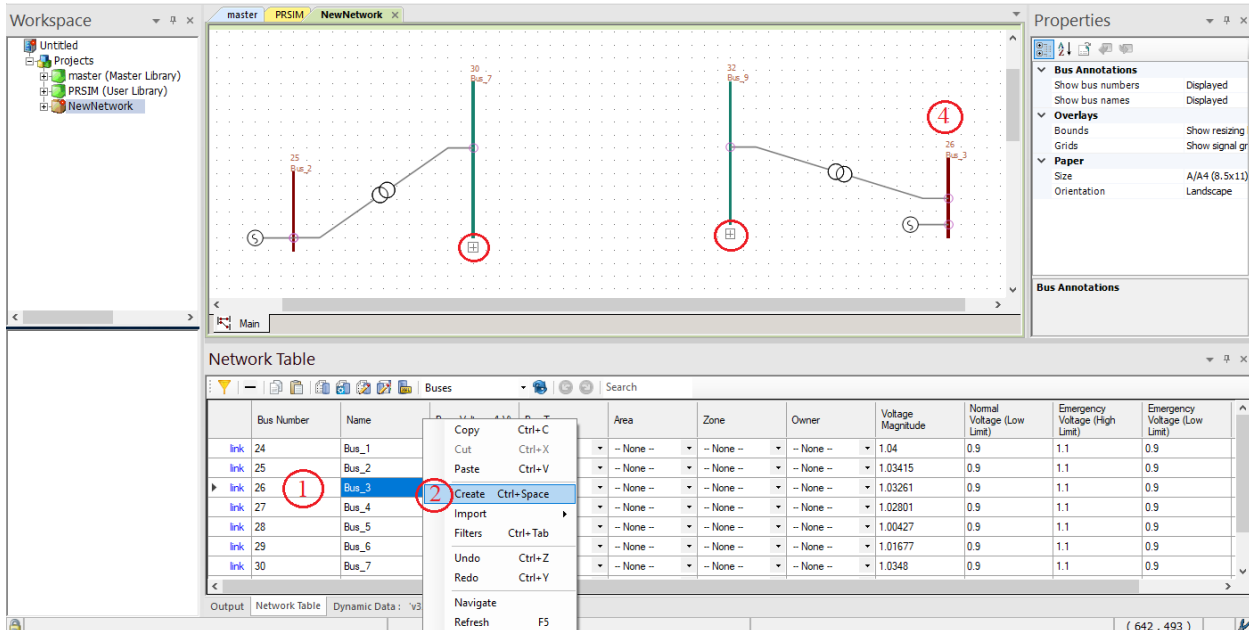 Workspace
Untitled
Projects
master (Master Library)
PRSIM (User Library)
NewNetwork
master PRSIM NewNetwork
30
Bus_7
32
Bus_9
4
25
Bus_2
26
Bus_3
S
S
Main
Properties
Bus Annotations
Show bus numbers Displayed
Show bus names Displayed
Overlays
Bounds Show resizing
Grids Show signal gr
Paper
Size A/A4 (8.5x11)
Orientation Landscape
Bus Annotations
Network Table
Buses Search
Bus Number Name Area Zone Owner Voltage Magnitude Normal Voltage (Low Limit) Emergency Voltage (High Limit) Emergency Voltage (Low Limit)
link 24 Bus_1 -- None -- -- None -- -- None -- 1.04 0.9 1.1 0.9
link 25 Bus_2 -- None -- -- None -- -- None -- 1.03415 0.9 1.1 0.9
link 26 1 Bus_3 -- None -- -- None -- -- None -- 1.03261 0.9 1.1 0.9
link 27 Bus_4 -- None -- -- None -- -- None -- 1.02801 0.9 1.1 0.9
link 28 Bus_5 -- None -- -- None -- -- None -- 1.00427 0.9 1.1 0.9
link 29 Bus_6 -- None -- -- None -- -- None -- 1.01677 0.9 1.1 0.9
link 30 Bus_7 -- None -- -- None -- -- None -- 1.0348 0.9 1.1 0.9
Copy Ctrl+C
Cut Ctrl+X
Paste Ctrl+V
2 Create Ctrl+Space
Import
Filters Ctrl+Tab
Undo Ctrl+Z
Redo Ctrl+Y
Navigate
Refresh F5
Output Network Table Dynamic Data : 'v3
( 642 , 493 )